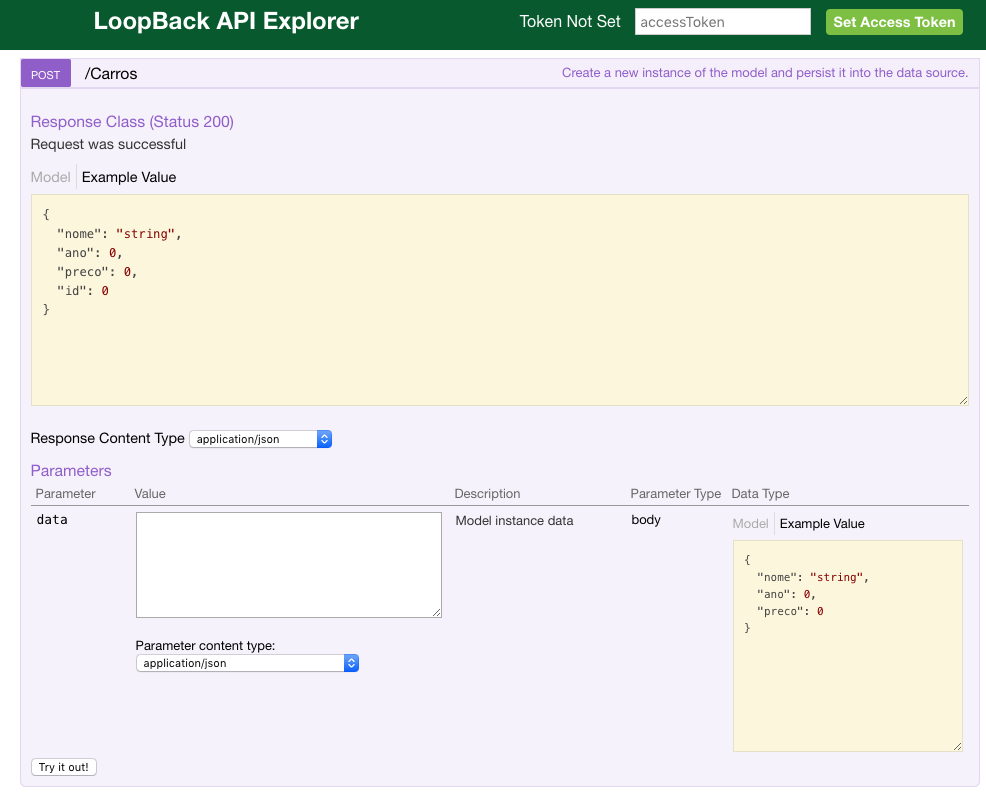 LoopBack API Explorer Token Not Set accessToken Set Access Token
POST /Carros Create a new instance of the model and persist it into the data source.
Response Class (Status 200)
Request was successful
Model Example Value
{
"nome": "string",
"ano": 0,
"preco": 0,
"id": 0
}
Response Content Type application/json
Parameters
Parameter Value Description Parameter Type Data Type
data Model instance data body
Model Example Value
{
"nome": "string",
"ano": 0,
"preco": 0
}
Parameter content type:
application/json
Try it out!